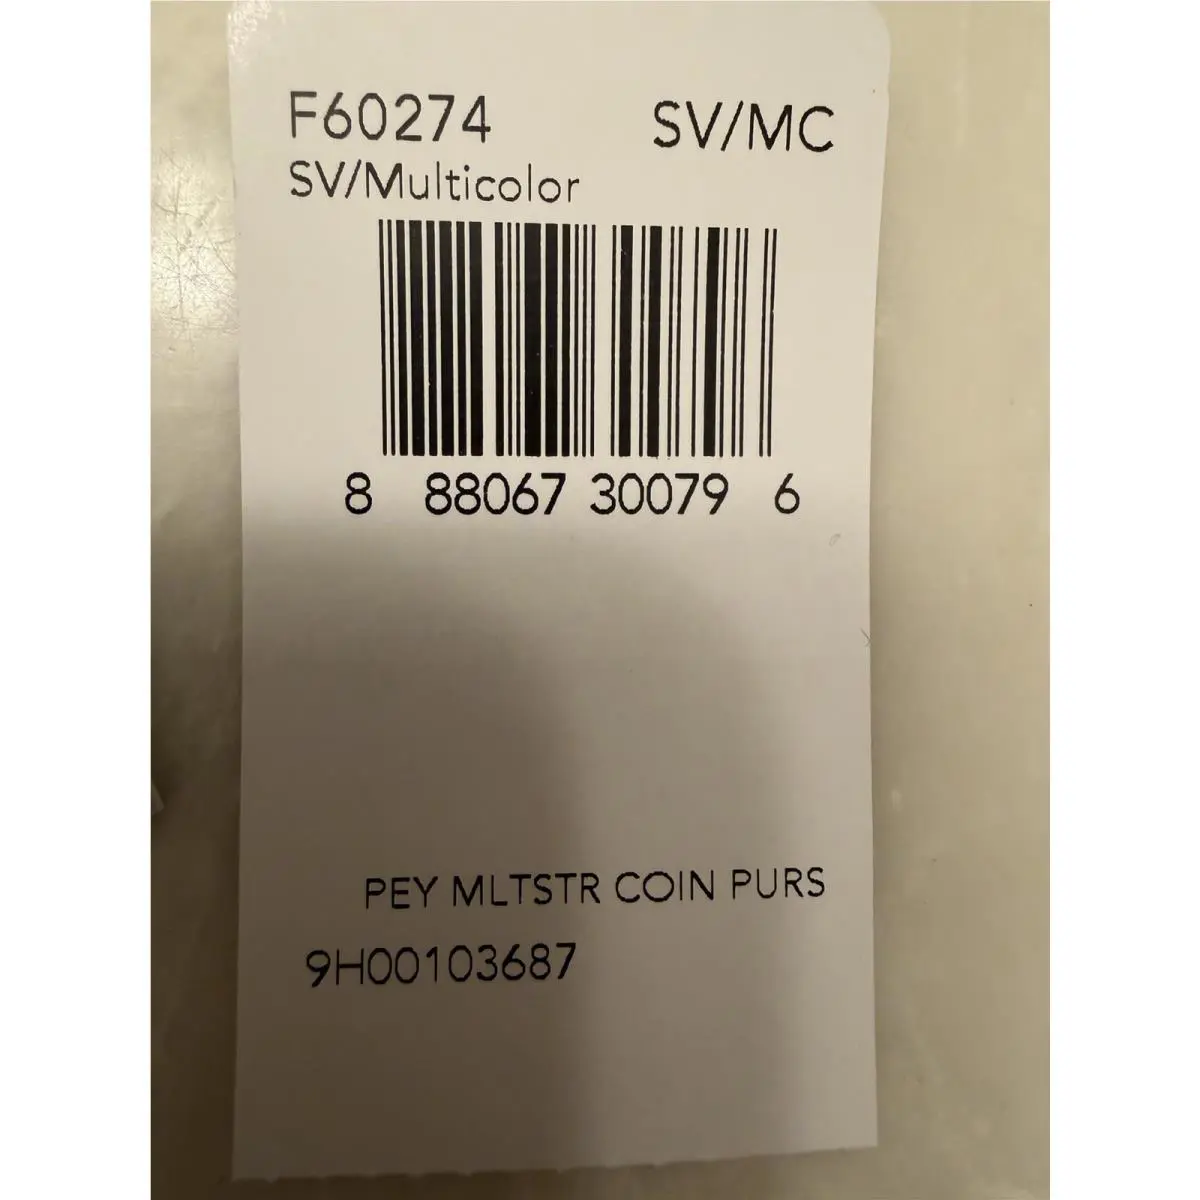 F60274 SV/MC
SV/Multicolor
8 88067 30079 6
PEY MLTSTR COIN PURS
9H00103687